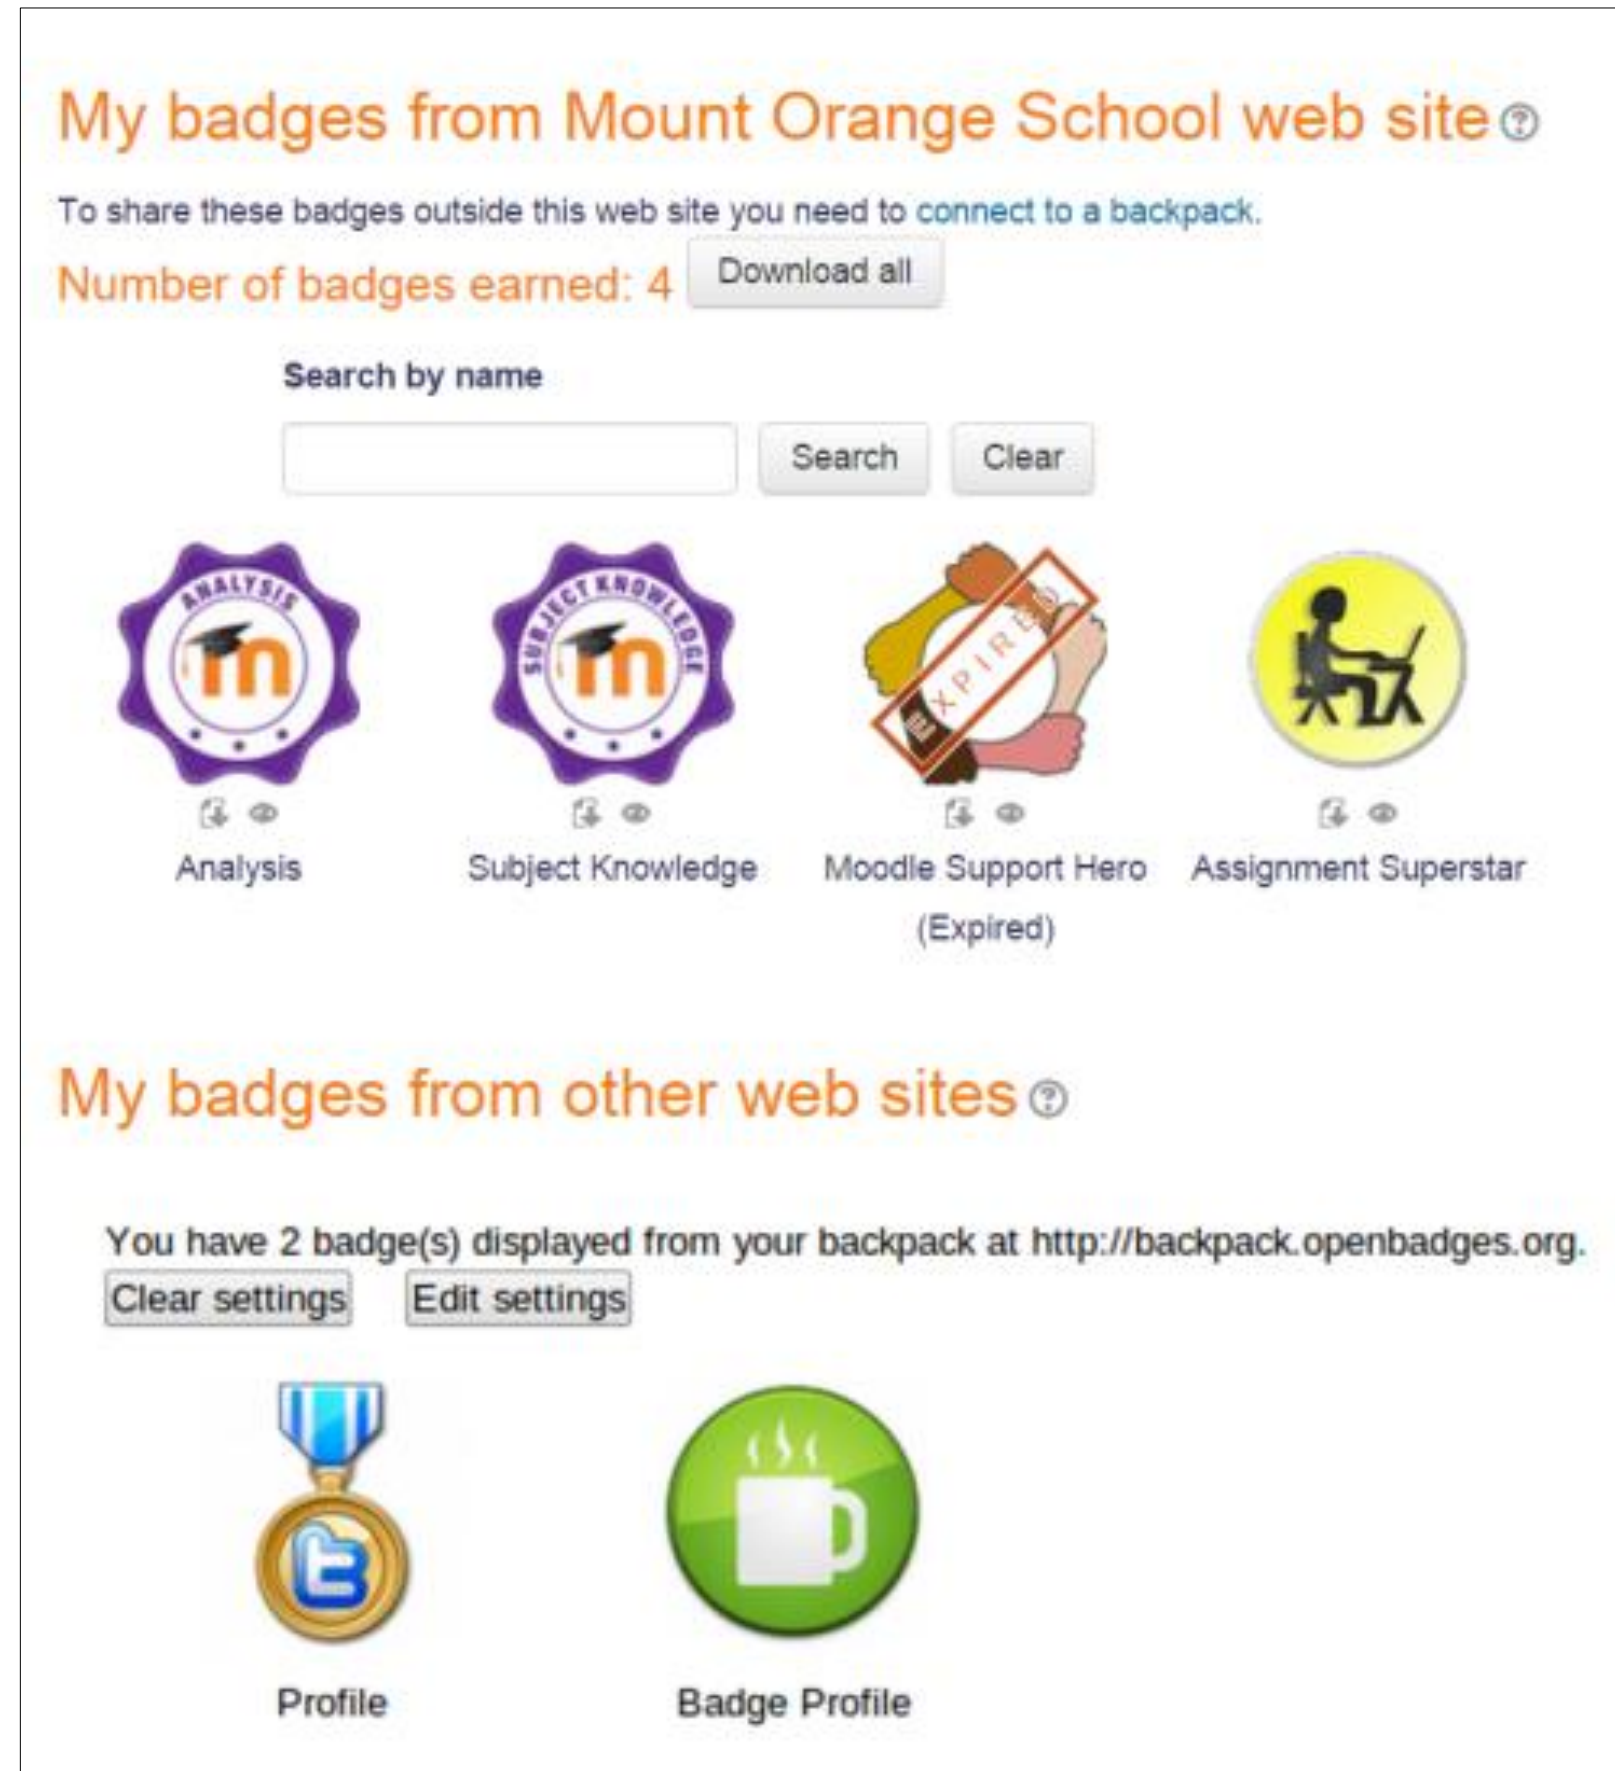 My badges from Mount Orange School web site
To share these badges outside this web site you need to connect to a backpack.
Number of badges earned: 4 Download all
Search by name
Search Clear
ANALYSIS
m
SUBJECT KNOWLEDGE
m
EXPIRED
Analysis Subject Knowledge Moodle Support Hero Assignment Superstar
(Expired)
My badges from other web sites
You have 2 badge(s) displayed from your backpack at http://backpack.openbadges.org.
Clear settings Edit settings
t
Profile Badge Profile